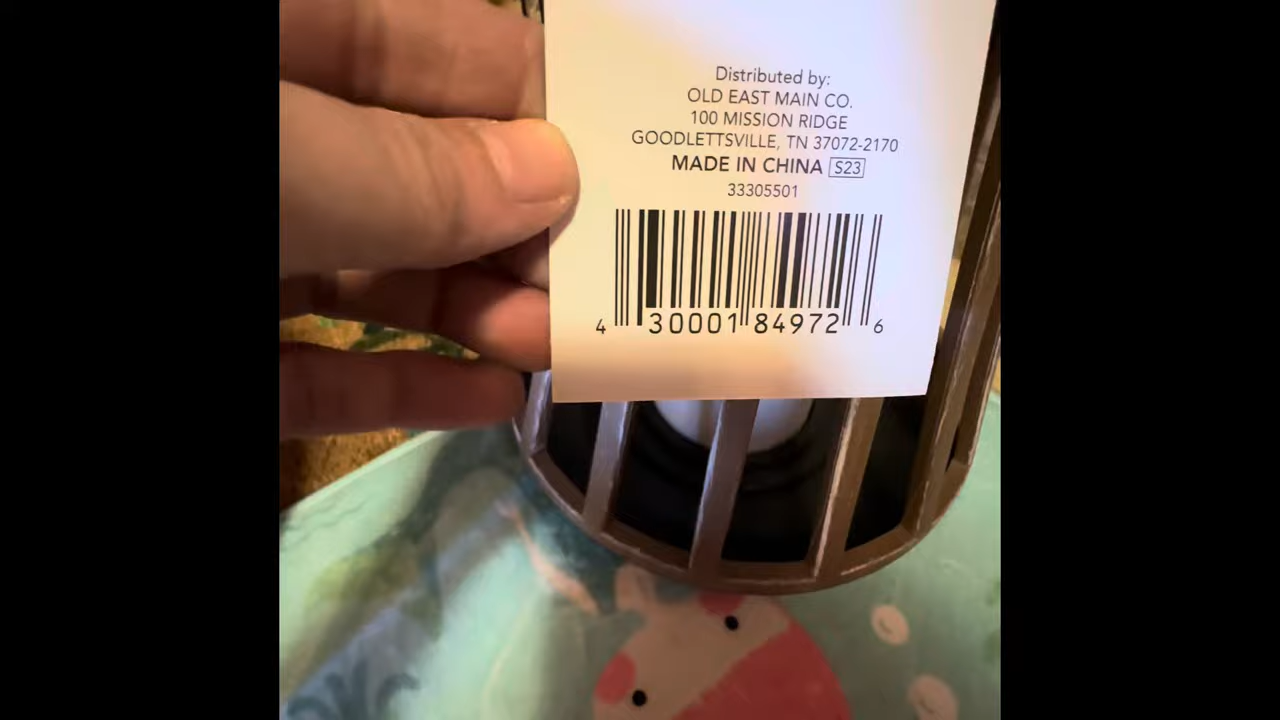 Distributed by:
OLD EAST MAIN CO.
100 MISSION RIDGE
GOODLETTSVILLE, TN 37072-2170
MADE IN CHINA S23
33305501
4 30001 84972 6